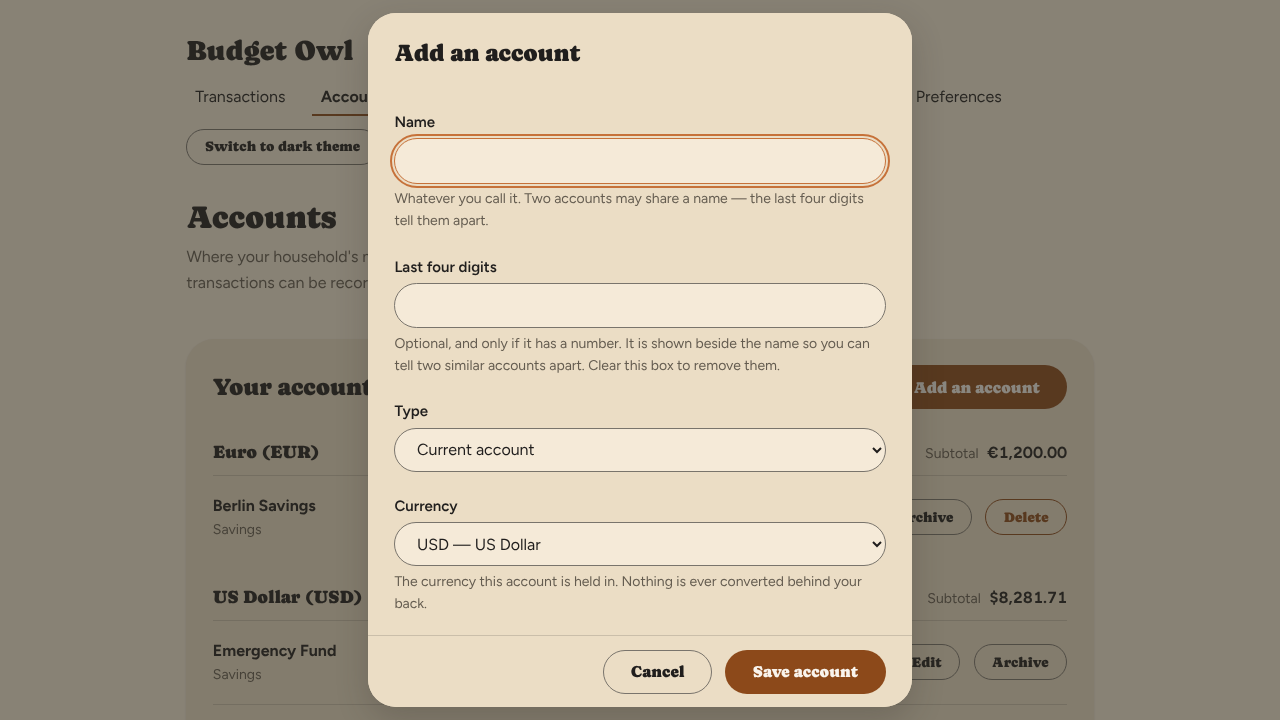 Budget Owl
Transactions
Preferences
Switch to dark theme
Accounts
Where your household's
transactions can be
Your
Add an account
Euro (EUR)
Subtotal €1,200.00
Berlin Savings
Savings
Delete
US Dollar (USD)
Subtotal $8,281.71
Emergency Fund
Savings
Edit
Archive
Add an account
Name
Whatever you call it. Two accounts may share a name — the last four digits
tell them apart.
Last four digits
Optional, and only if it has a number. It is shown beside the name so you can
tell two similar accounts apart. Clear this box to remove them.
Type
Current account
Currency
USD — US Dollar
The currency this account is held in. Nothing is ever converted behind your
back.
Cancel
Save account